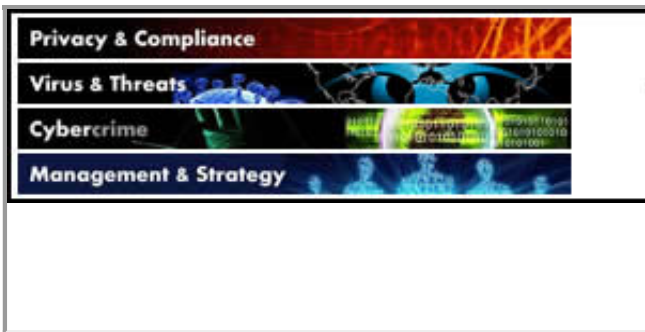 Privacy & Compliance
Virus & Threats
Cybercrime
Management & Strategy